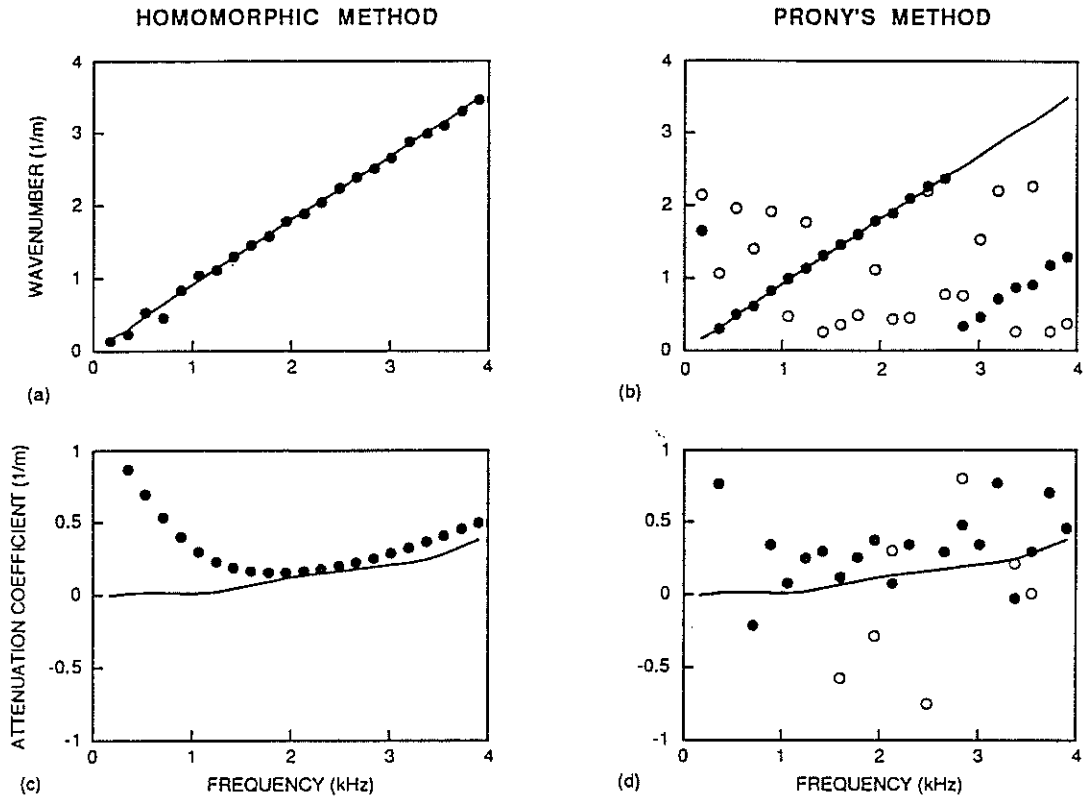 HOMOMORPHIC METHOD
PRONY'S METHOD
WAVENUMBER (1/m)
4
3
2
1
0
0 1 2 3 4
(a)
4
3
2
1
0
0 1 2 3 4
(b)
ATTENUATION COEFFICIENT (1/m)
1
0.5
0
-0.5
-1
0 1 2 3 4
FREQUENCY (kHz)
(c)
1
0.5
0
-0.5
-1
0 1 2 3 4
FREQUENCY (kHz)
(d)